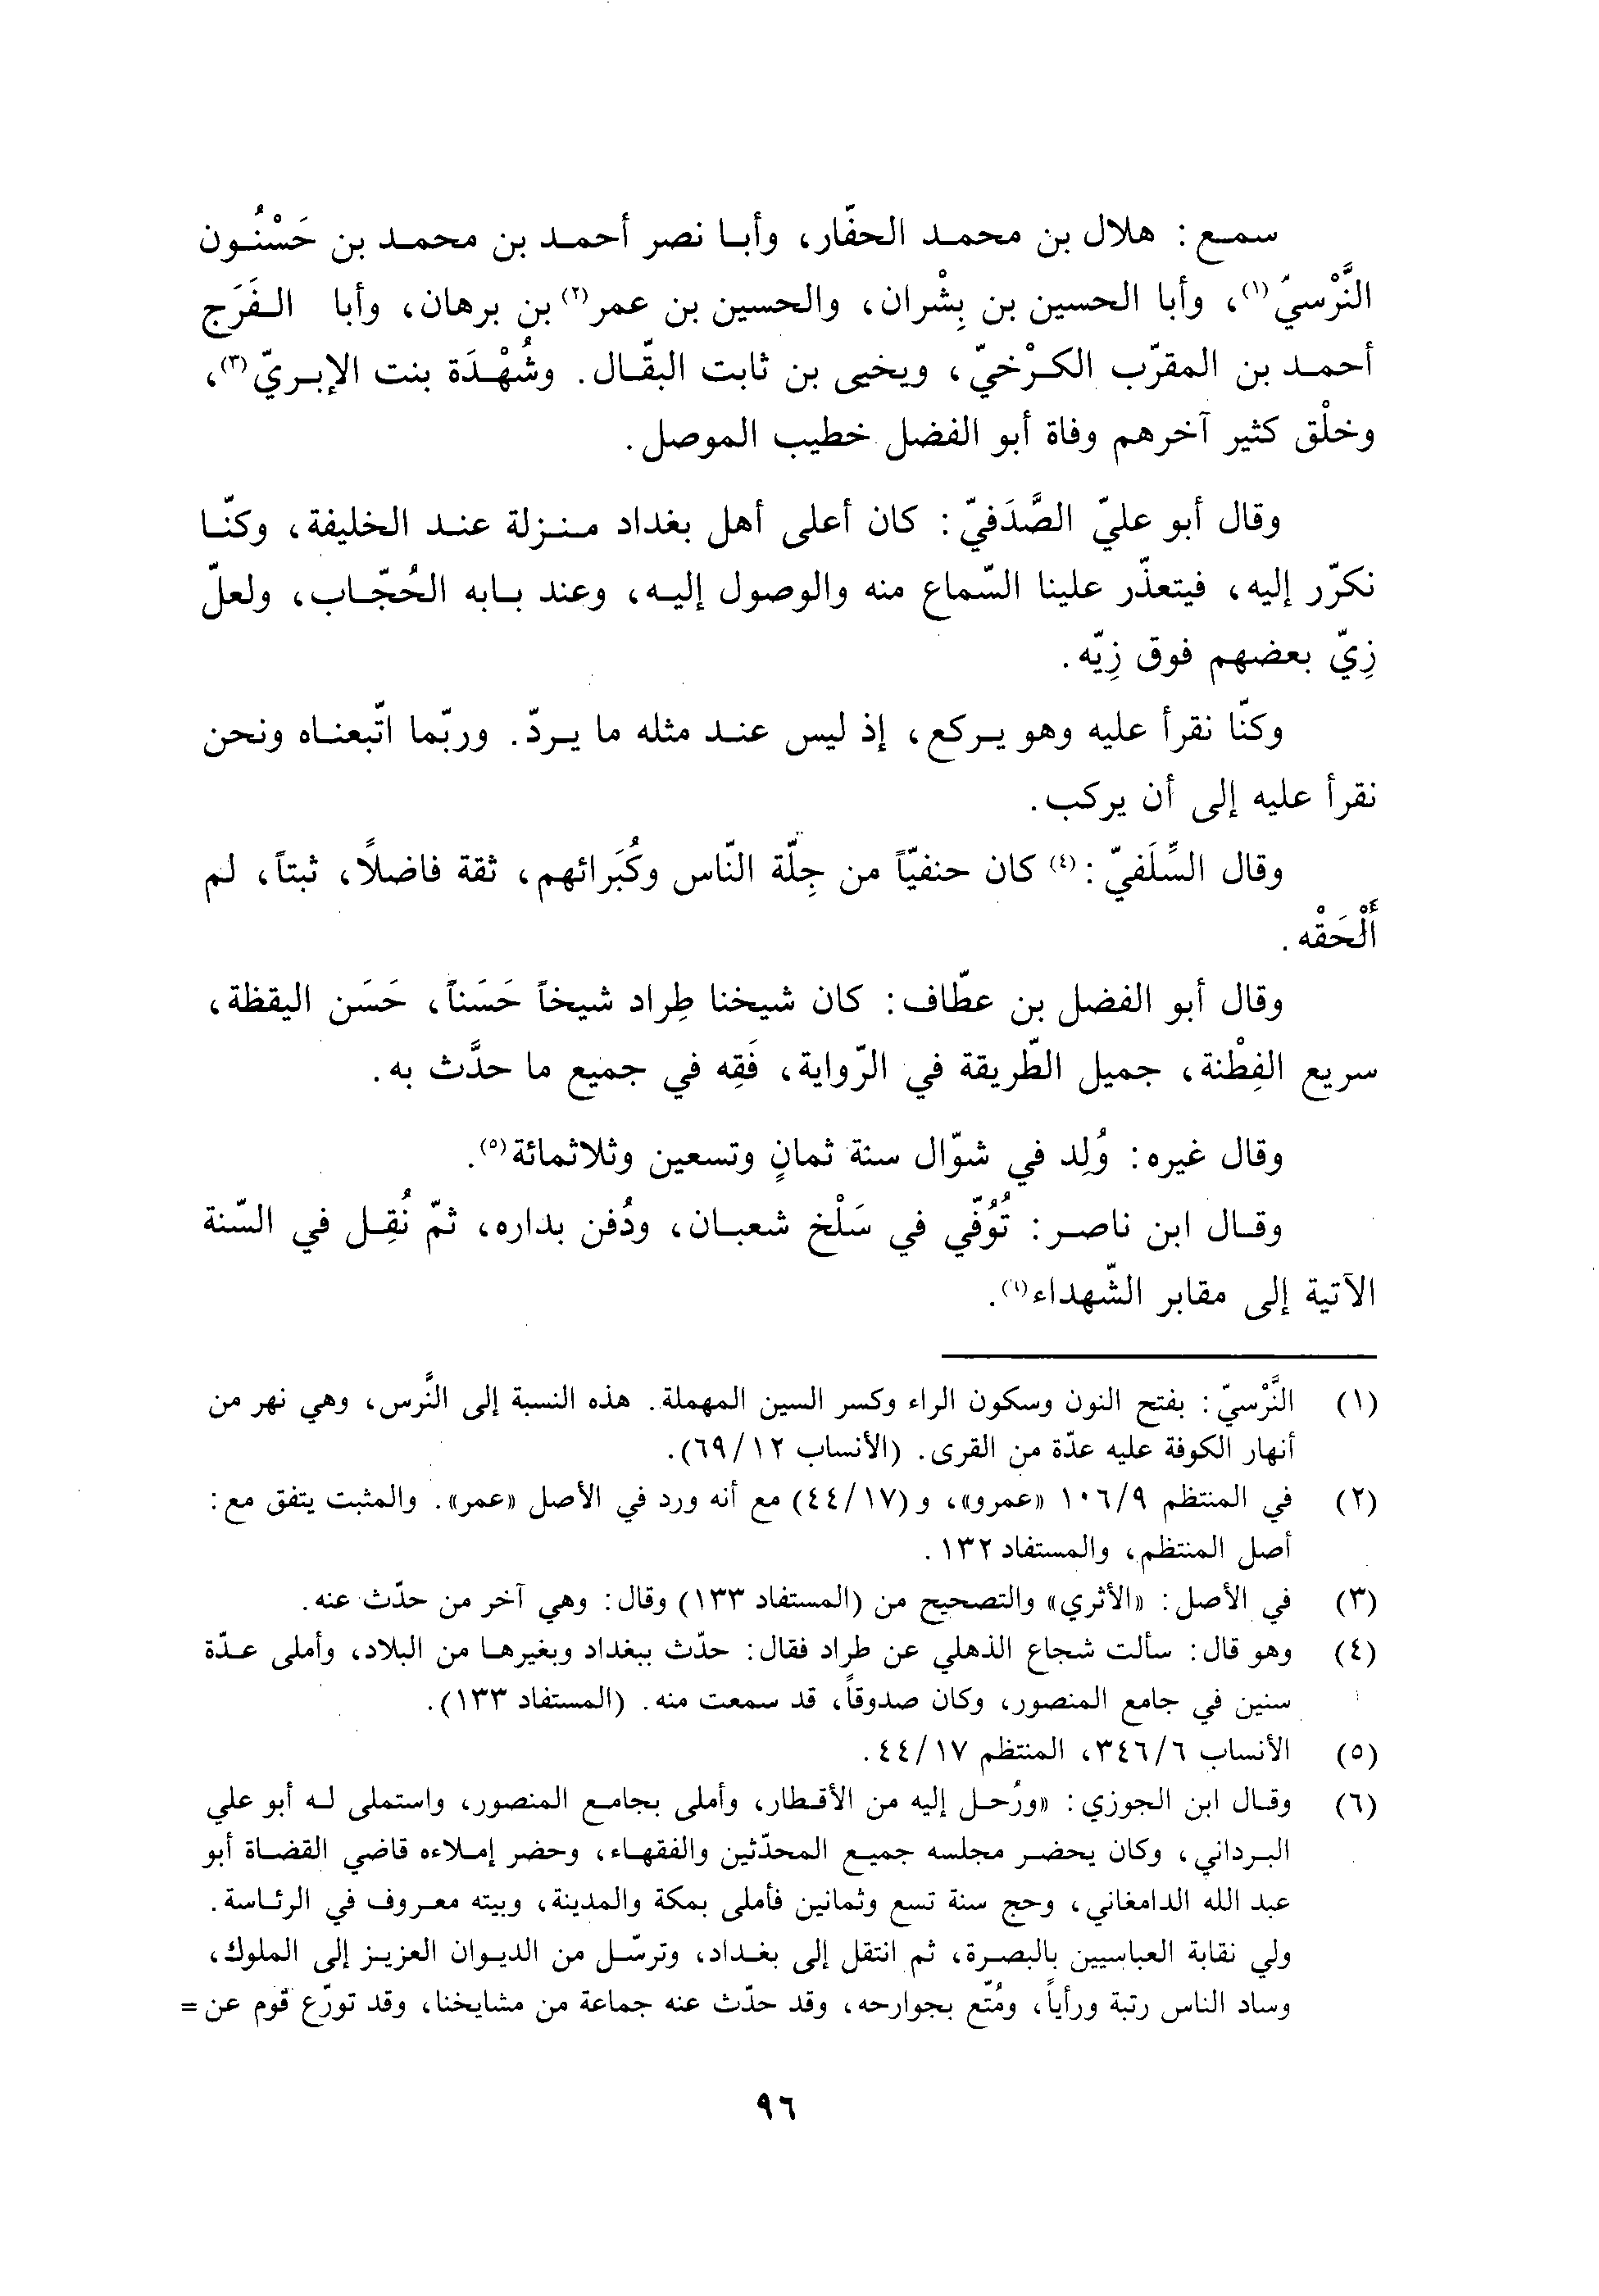 سمع : هلال بن محمد الحفّار، وأبا نصر أحمد بن محمد بن حَسْنُون
النَّرْسيّ(١)، وأبا الحسين بن بِشْران، والحسين بن عمر(٢) بن برهان، وأبا الفَرَج
أحمد بن المقرّب الكرْخيّ، ويحيى بن ثابت البقّال. وشُهْدَة بنت الإبريّ(٣)،
وخلْق كثير آخرهم وفاة أبو الفضل خطيب الموصل.
وقال أبو عليّ الصَّدَفيّ : كان أعلى أهل بغداد منزلة عند الخليفة، وكنّا
نكرّر إليه، فيتعذّر علينا السّماع منه والوصول إليه، وعند بابه الحُجّاب، ولعلّ
زِيّ بعضهم فوق زِيّه.
وكنّا نقرأ عليه وهو يركع، إذ ليس عند مثله ما يردّ. وربّما اتّبعناه ونحن
نقرأ عليه إلى أن يركب.
وقال السِّلَفيّ :(٤) كان حنفيّاً من جِلّة النّاس وكُبَرائهم، ثقة فاضلاً، ثبتاً، لم
أَلْحَقْه.
وقال أبو الفضل بن عطّاف: كان شيخنا طِراد شيخاً حَسَناً، حَسَن اليقظة،
سريع الفِطْنة، جميل الطّريقة في الرّواية، فَقِه في جميع ما حدَّث به.
وقال غيره: وُلِد في شوّال سنة ثمانٍ وتسعين وثلاثمائة(٥).
وقال ابن ناصر: تُوُفّي في سَلْخ شعبان، ودُفن بداره، ثمّ نُقِل في السّنة
الآتية إلى مقابر الشّهداء(٦).
(١) النَّرْسيّ: بفتح النون وسكون الراء وكسر السين المهملة. هذه النسبة إلى النَّرس، وهي نهر من
أنهار الكوفة عليه عدّة من القرى. (الأنساب ٦٩/١٢).
(٢) في المنتظم ١٠٦/٩ «عمرو»، و (٤٤/١٧) مع أنه ورد في الأصل «عمر». والمثبت يتفق مع:
أصل المنتظم، والمستفاد ١٣٢.
(٣) في الأصل: «الأثري» والتصحيح من (المستفاد ١٣٣) وقال: وهي آخر من حدّث عنه.
(٤) وهو قال: سألت شجاع الذهلي عن طراد فقال: حدّث ببغداد وبغيرها من البلاد، وأملى عدّة
سنين في جامع المنصور، وكان صدوقاً، قد سمعت منه. (المستفاد ١٣٣).
(٥) الأنساب ٣٤٦/٦، المنتظم ٤٤/١٧.
(٦) وقال ابن الجوزي: «ورُحل إليه من الأقطار، وأملى بجامع المنصور، واستملى له أبو علي
البرداني، وكان يحضر مجلسه جميع المحدّثين والفقهاء، وحضر إملاءه قاضي القضاة أبو
عبد الله الدامغاني، وحج سنة تسع وثمانين فأملى بمكة والمدينة، وبيته معروف في الرئاسة.
ولي نقابة العباسيين بالبصرة، ثم انتقل إلى بغداد، وترسّل من الديوان العزيز إلى الملوك،
وساد الناس رتبة ورأياً، ومُتّع بجوارحه، وقد حدّث عنه جماعة من مشايخنا، وقد تورّع قوم عن =
٩٦